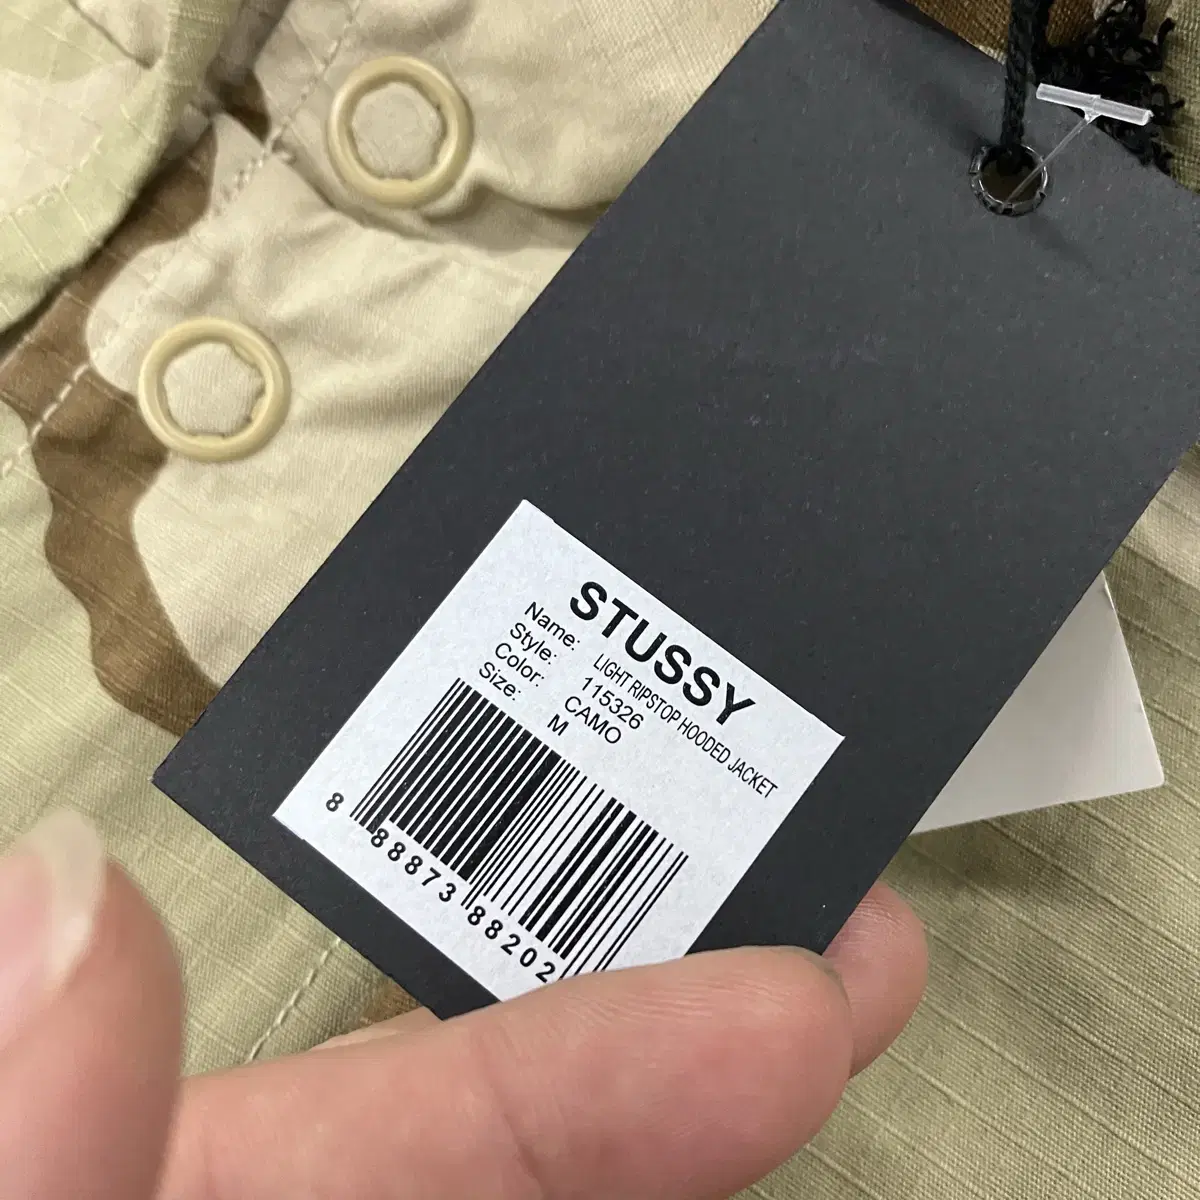 STUSSY
Name: LIGHT RIPSTOP HOODED JACKET
Style: 115326
Color: CAMO
Size: M
8 88873 88202